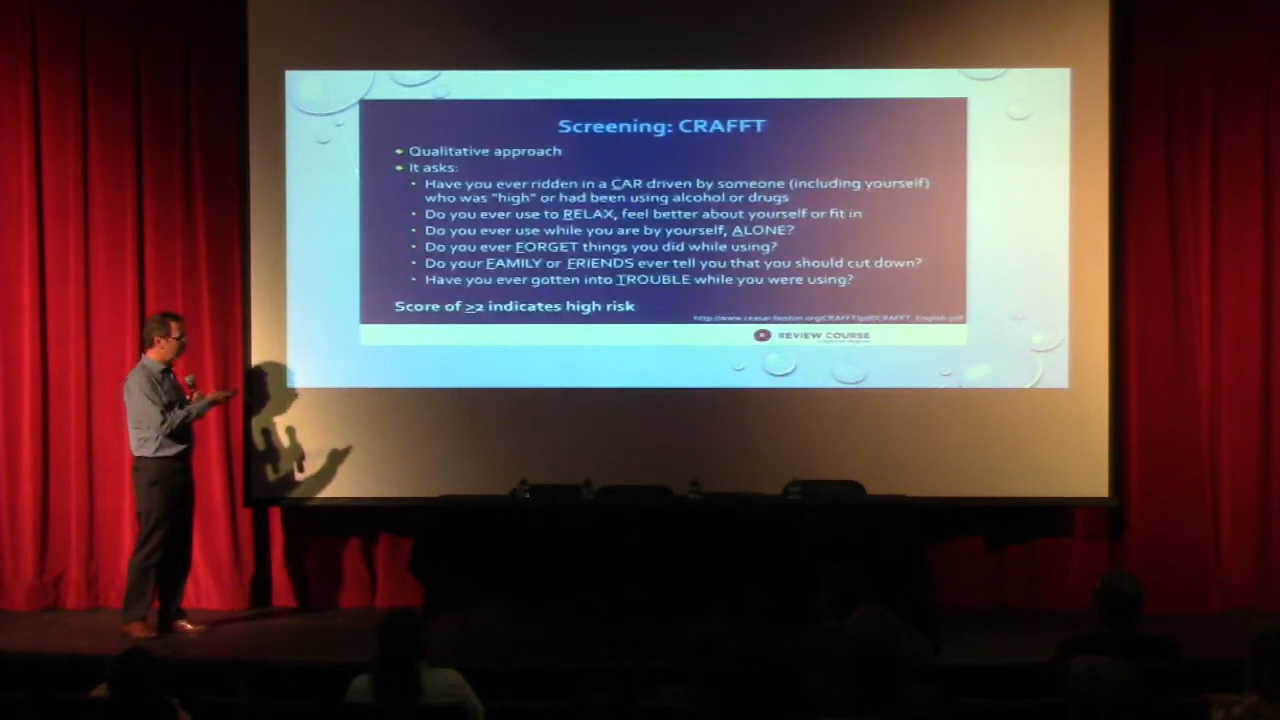 Screening: CRAFFT
Qualitative approach
It asks:
Have you ever ridden in a CAR driven by someone (including yourself)
who was "high" or had been using alcohol or drugs
Do you ever use to RELAX, feel better about yourself or fit in
Do you ever use while you are by yourself, ALONE?
Do you ever FORGET things you did while using?
Do your FAMILY or FRIENDS ever tell you that you should cut down?
Have you ever gotten into TROUBLE while you were using?
Score of ≥2 indicates high risk
REVIEW COURSE